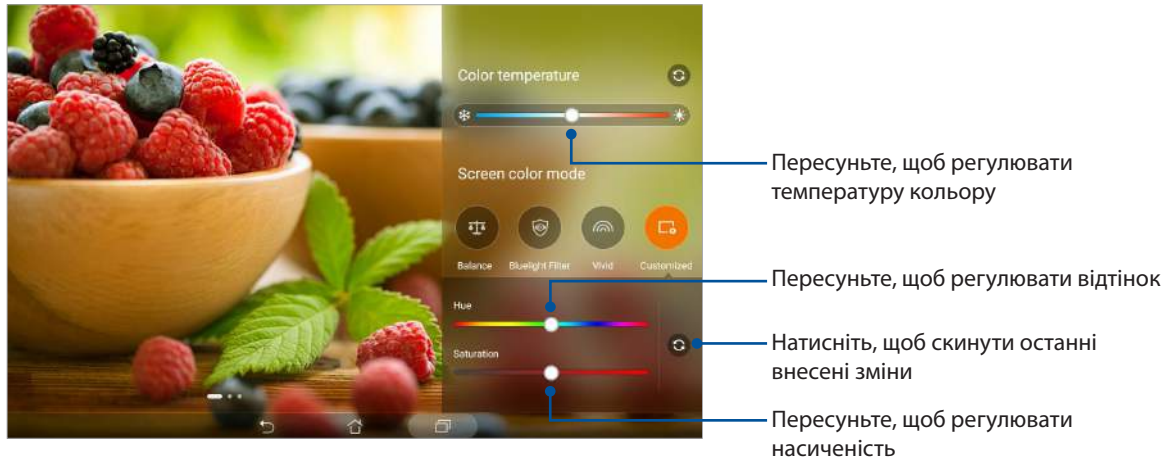 Color temperature
Screen color mode
Balance
Bluelight Filter
Vivid
Customized
Hue
Saturation
Пересуньте, щоб регулювати
температуру кольору
Пересуньте, щоб регулювати відтінок
Натисніть, щоб скинути останні
внесені зміни
Пересуньте, щоб регулювати
насиченість